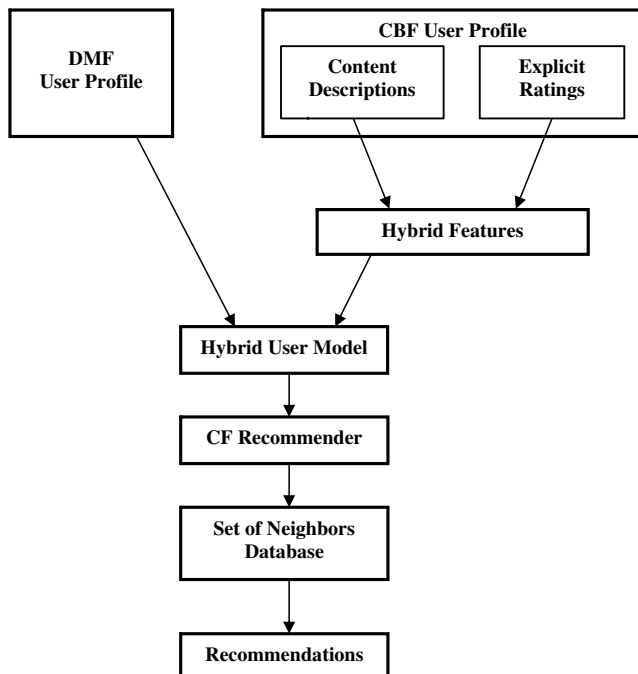 DMF
User Profile
CBF User Profile
Content
Descriptions
Explicit
Ratings
Hybrid Features
Hybrid User Model
CF Recommender
Set of Neighbors
Database
Recommendations